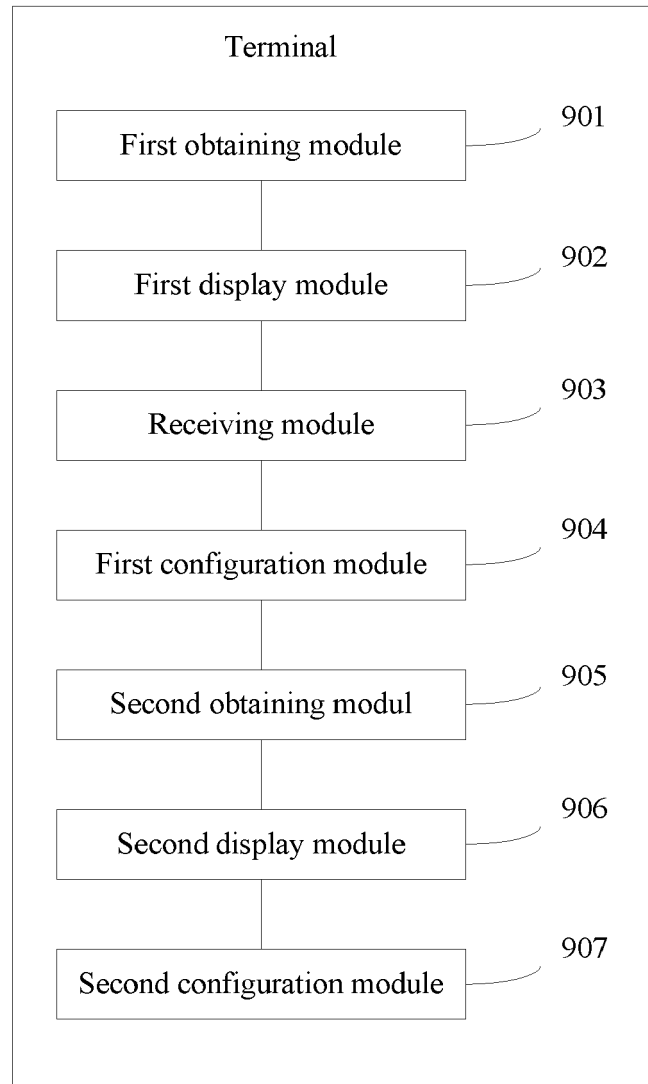 Terminal
First obtaining module
901
First display module
902
Receiving module
903
First configuration module
904
Second obtaining modul
905
Second display module
906
Second configuration module
907